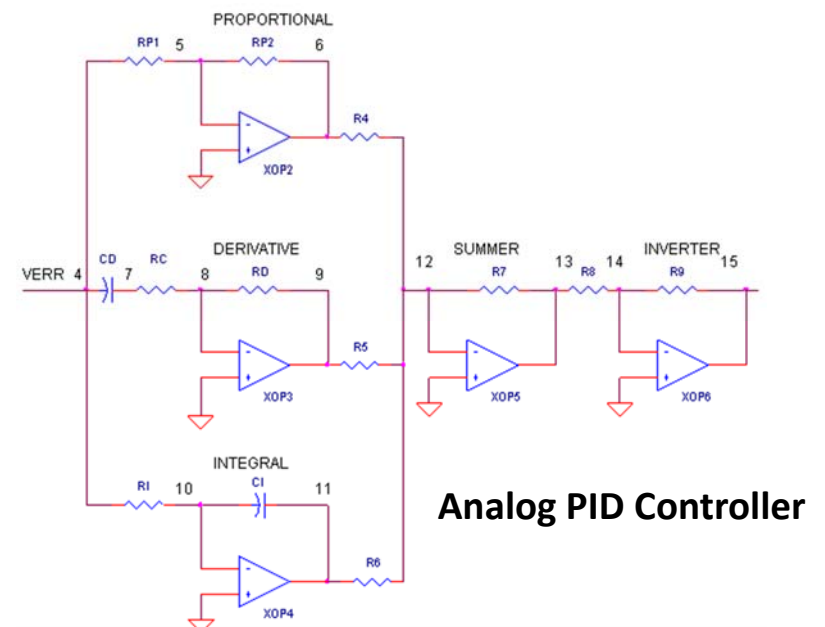 PROPORTIONAL
RP1 5 RP2 6
R4
-
+
XOP2
DERIVATIVE
VERR 4 CD 7 RC 8 RD 9
SUMMER
12 R7 13 R8 14
INVERTER
R9 15
R5
-
+
XOP3
-
+
XOP5
-
+
XOP6
INTEGRAL
RI 10 CI 11
R6
-
+
XOP4
Analog PID Controller